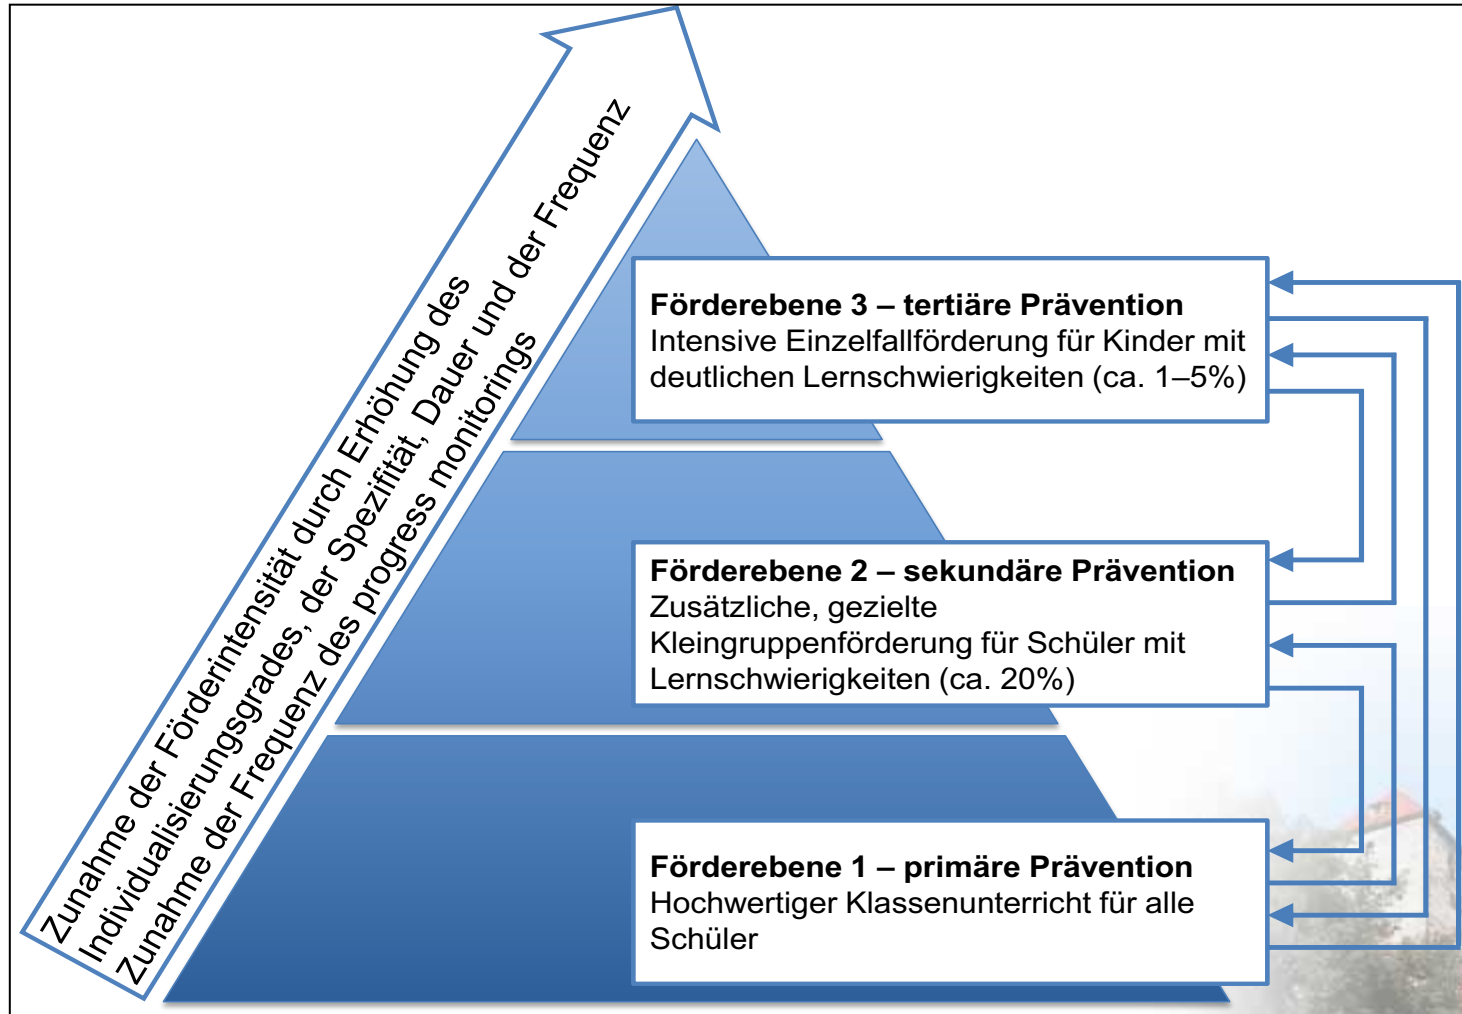 Zunahme der Förderintensität durch Erhöhung des
Individualisierungsgrades, der Spezifität, Dauer und der Frequenz
Zunahme der Frequenz des progress monitorings
Förderebene 3 – tertiäre Prävention
Intensive Einzelfallförderung für Kinder mit
deutlichen Lernschwierigkeiten (ca. 1–5%)
Förderebene 2 – sekundäre Prävention
Zusätzliche, gezielte
Kleingruppenförderung für Schüler mit
Lernschwierigkeiten (ca. 20%)
Förderebene 1 – primäre Prävention
Hochwertiger Klassenunterricht für alle
Schüler